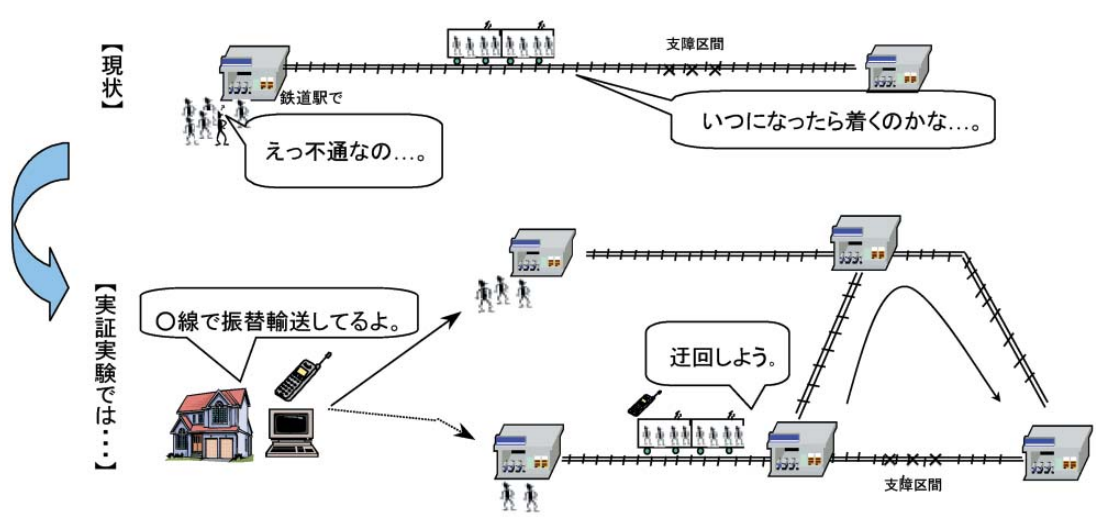 【現状】
支障区間
鉄道駅で
えっ不通なの…。
いつになったら着くのかな…。
【実証実験では・・・・】
○線で振替輸送してるよ。
迂回しよう。
支障区間